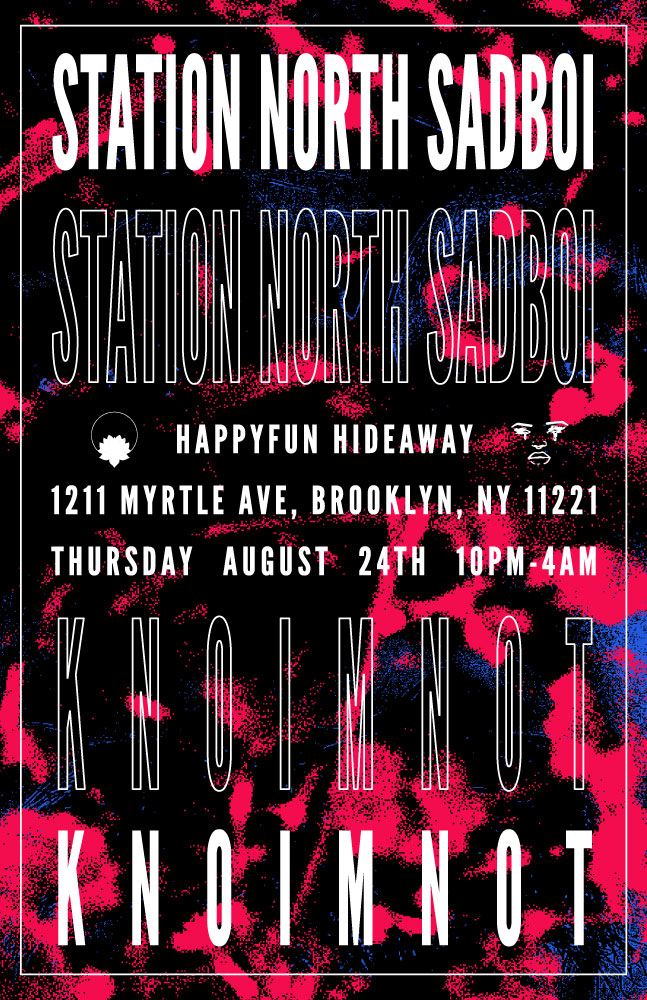 STATION NORTH SADBOI
STATION NORTH SADBOI
HAPPYFUN HIDEAWAY
1211 MYRTLE AVE, BROOKLYN, NY 11221
THURSDAY AUGUST 24TH 10PM-4AM
KNOIMNOT
KNOIMNOT